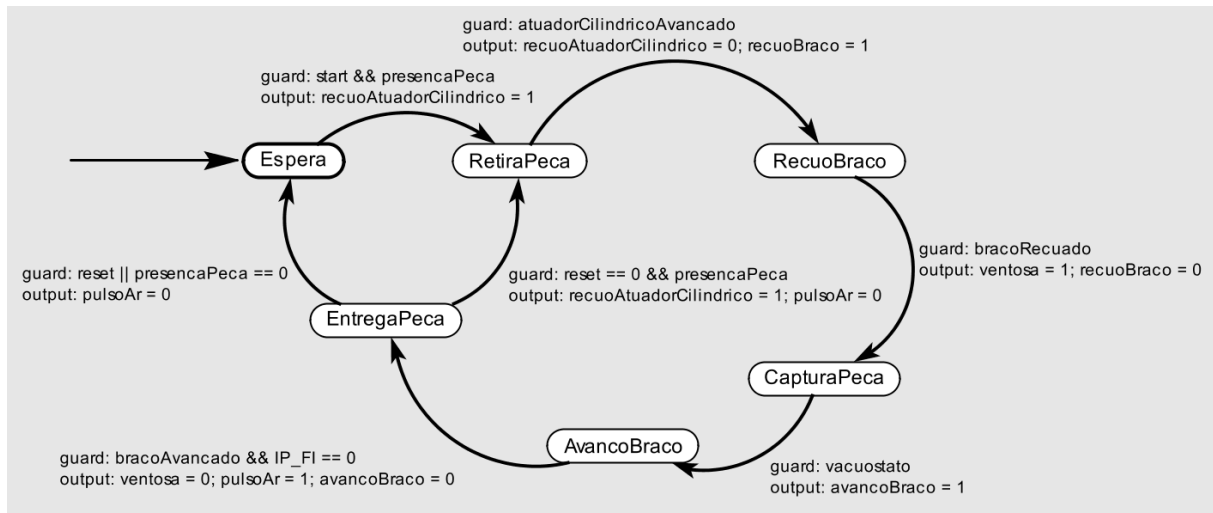 guard: atuadorCilindricoAvancado
output: recuoAtuadorCilindrico = 0; recuoBraco = 1
guard: start && presencaPeca
output: recuoAtuadorCilindrico = 1
Espera
RetiraPeca
RecuoBraco
guard: bracoRecuado
output: ventosa = 1; recuoBraco = 0
guard: reset || presencaPeca == 0
output: pulsoAr = 0
guard: reset == 0 && presencaPeca
output: recuoAtuadorCilindrico = 1; pulsoAr = 0
EntregaPeca
CapturaPeca
AvancoBraco
guard: bracoAvancado && IP_FI == 0
output: ventosa = 0; pulsoAr = 1; avancoBraco = 0
guard: vacuostato
output: avancoBraco = 1